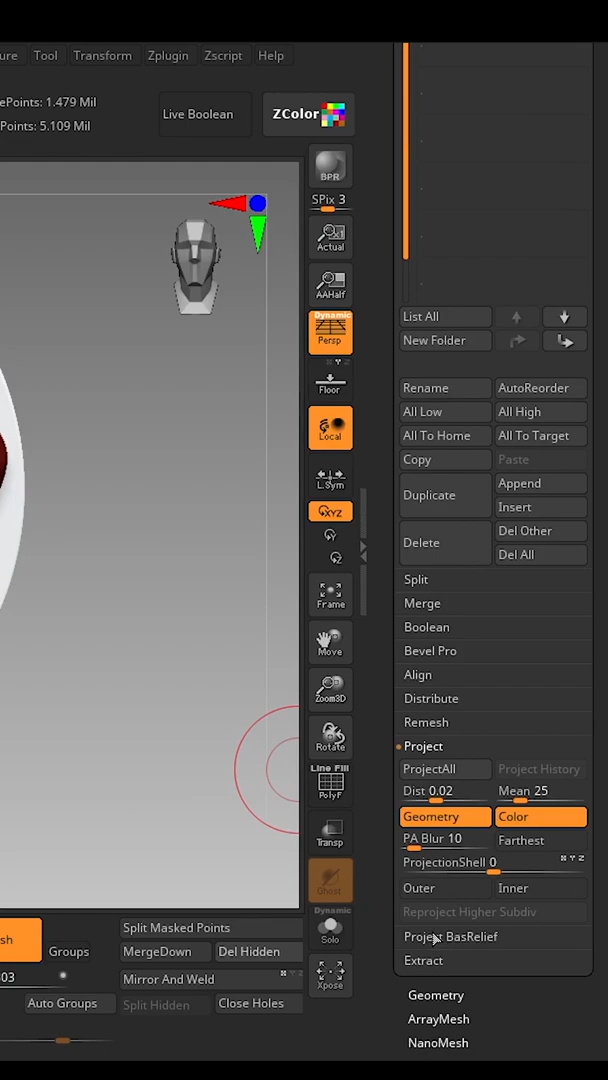 ure Tool Transform Zplugin Zscript Help
ePoints: 1.479 Mil
Points: 5.109 Mil
Live Boolean
ZColor
BPR
SPix 3
Actual
AAHalf
Dynamic
Persp
Floor
Local
L.Sym
XYZ
Y
Z
Frame
Move
Zoom3D
Rotate
Line Fill
PolyF
Transp
Ghost
Dynamic
Solo
Xpose
List All
New Folder
Rename AutoReorder
All Low All High
All To Home All To Target
Copy Paste
Duplicate
Append
Insert
Delete
Del Other
Del All
Split
Merge
Boolean
Bevel Pro
Align
Distribute
Remesh
Project
ProjectAll Project History
Dist 0.02 Mean 25
Geometry Color
PA Blur 10 Farthest
ProjectionShell 0
Outer Inner
Reproject Higher Subdiv
Project BasRelief
Extract
Geometry
ArrayMesh
NanoMesh
sh
Groups
Split Masked Points
MergeDown Del Hidden
03
Mirror And Weld
Auto Groups Split Hidden Close Holes